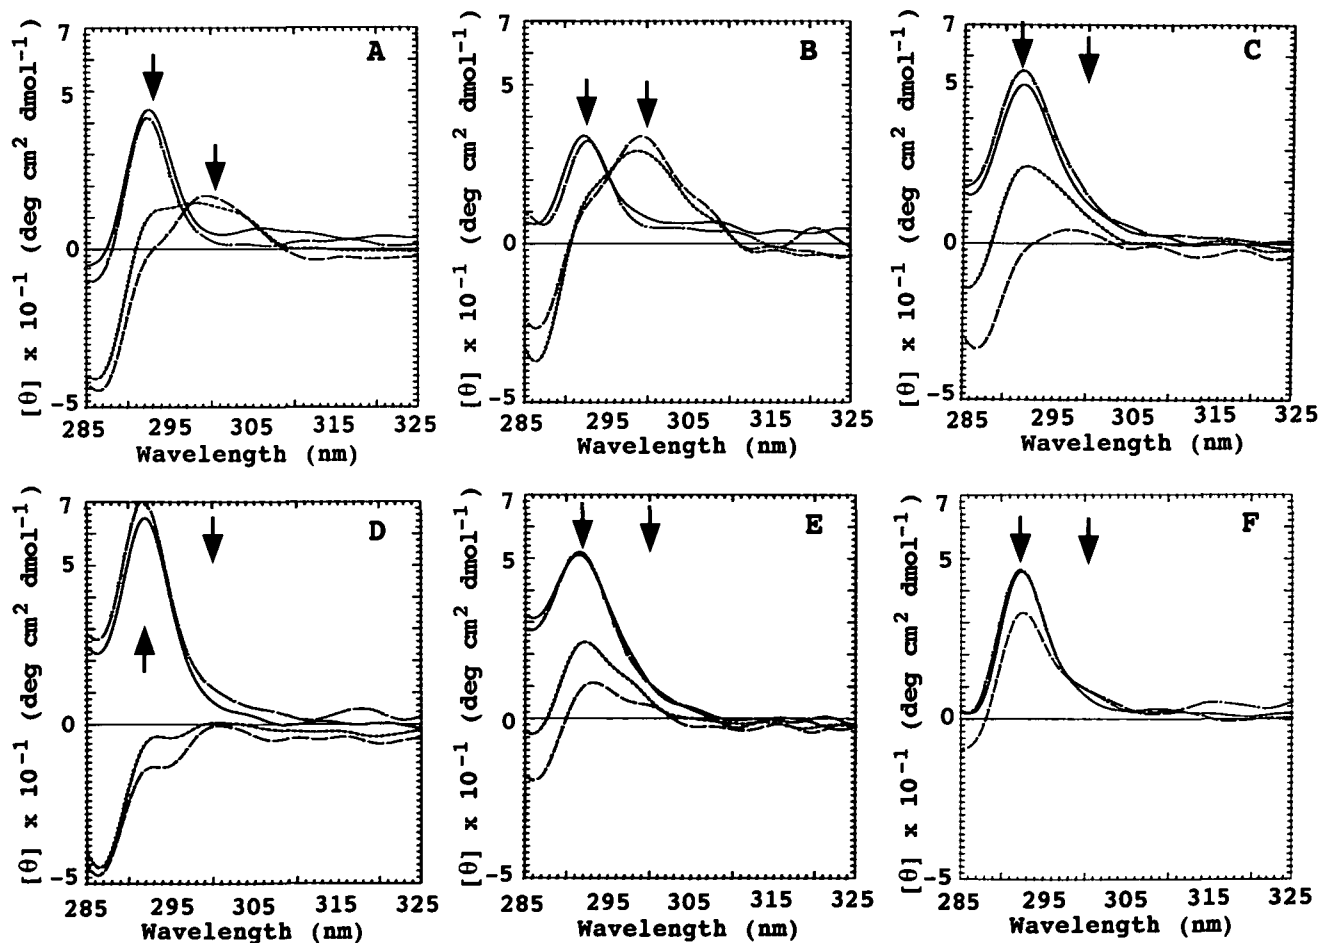 A
7
5
0
-5
[θ] x 10⁻¹ (deg cm² dmol⁻¹)
285 295 305 315 325
Wavelength (nm)
B
7
5
0
-5
[θ] x 10⁻¹ (deg cm² dmol⁻¹)
285 295 305 315 325
Wavelength (nm)
C
7
5
0
-5
[θ] x 10⁻¹ (deg cm² dmol⁻¹)
285 295 305 315 325
Wavelength (nm)
D
7
5
0
-5
[θ] x 10⁻¹ (deg cm² dmol⁻¹)
285 295 305 315 325
Wavelength (nm)
E
7
5
0
-5
[θ] x 10⁻¹ (deg cm² dmol⁻¹)
285 295 305 315 325
Wavelength (nm)
F
7
5
0
-5
[θ] x 10⁻¹ (deg cm² dmol⁻¹)
285 295 305 315 325
Wavelength (nm)